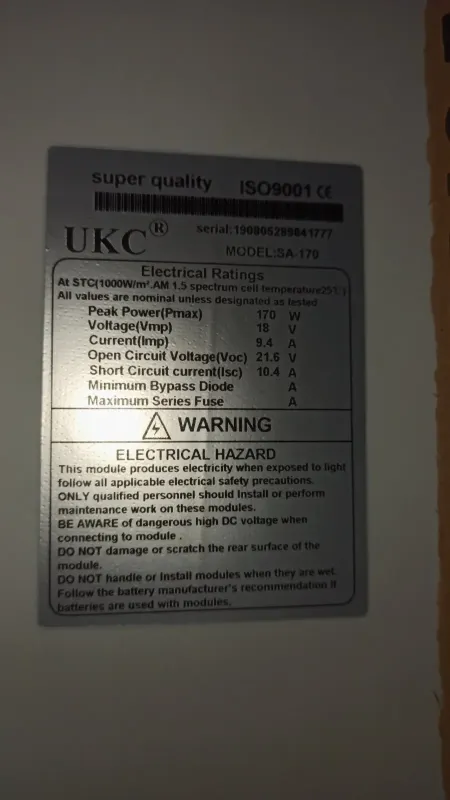 super quality ISO9001 CE
UKC® serial:190805289841777
MODEL:SA-170
Electrical Ratings
At STC(1000W/m².AM 1.5 spectrum cell temperature25
All values are nominal unless designated as tested
Peak Power(Pmax) 170 W
Voltage(Vmp) 18 V
Current(Imp) 9.4 A
Open Circuit Voltage(Voc) 21.6 V
Short Circuit current(Isc) 10.4 A
Minimum Bypass Diode A
Maximum Series Fuse A
WARNING
ELECTRICAL HAZARD
This module produces electricity when exposed to light
follow all applicable electrical safety precautions.
ONLY qualified personnel should Install or perform
maintenance work on these modules.
BE AWARE of dangerous high DC voltage when
connecting to module .
DO NOT damage or scratch the rear surface of the
module.
DO NOT handle or Install modules when they are wet.
Follow the battery manufacturer's recommendation if
batteries are used with modules.